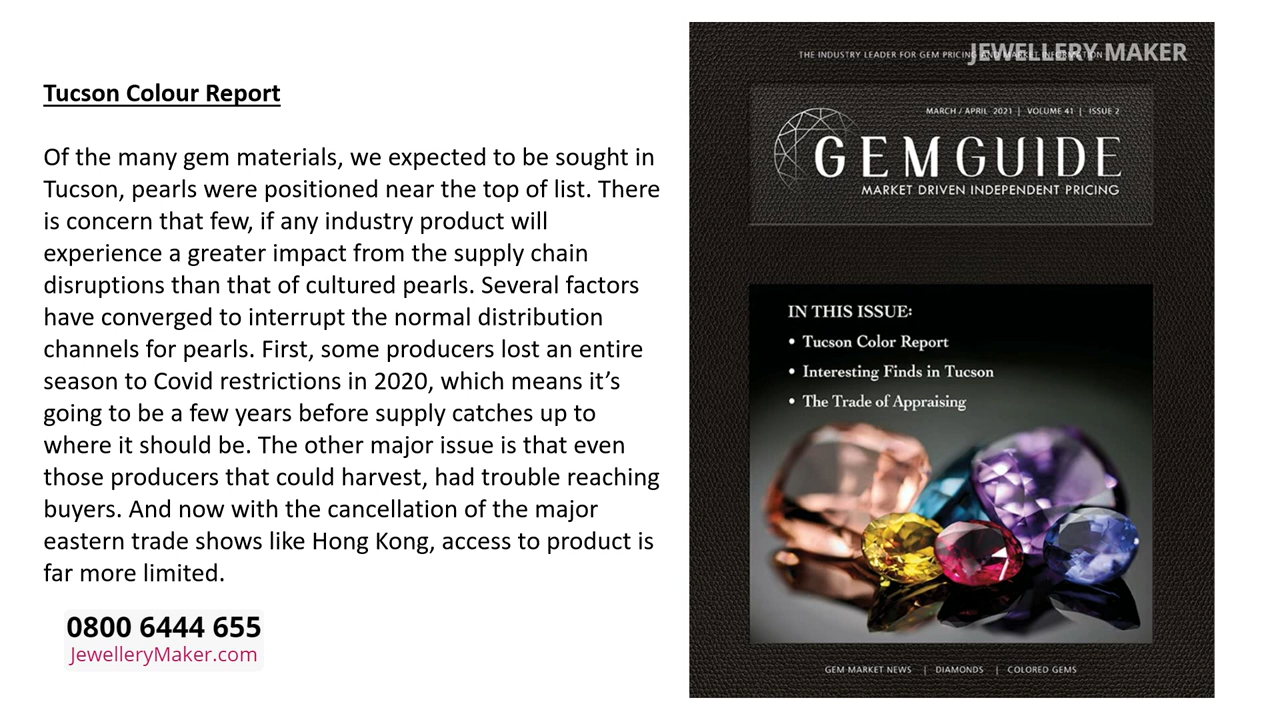 Tucson Colour Report
Of the many gem materials, we expected to be sought in
Tucson, pearls were positioned near the top of list. There
is concern that few, if any industry product will
experience a greater impact from the supply chain
disruptions than that of cultured pearls. Several factors
have converged to interrupt the normal distribution
channels for pearls. First, some producers lost an entire
season to Covid restrictions in 2020, which means it’s
going to be a few years before supply catches up to
where it should be. The other major issue is that even
those producers that could harvest, had trouble reaching
buyers. And now with the cancellation of the major
eastern trade shows like Hong Kong, access to product is
far more limited.
0800 6444 655
JewelleryMaker.com
JEWELLERY MAKER
THE INDUSTRY LEADER FOR GEM PRICING AND MARKET INFORMATION
MARCH / APRIL 2021 | VOLUME 41 | ISSUE 2
GEMGUIDE
MARKET DRIVEN INDEPENDENT PRICING
IN THIS ISSUE:
• Tucson Color Report
• Interesting Finds in Tucson
• The Trade of Appraising
GEM MARKET NEWS | DIAMONDS | COLORED GEMS